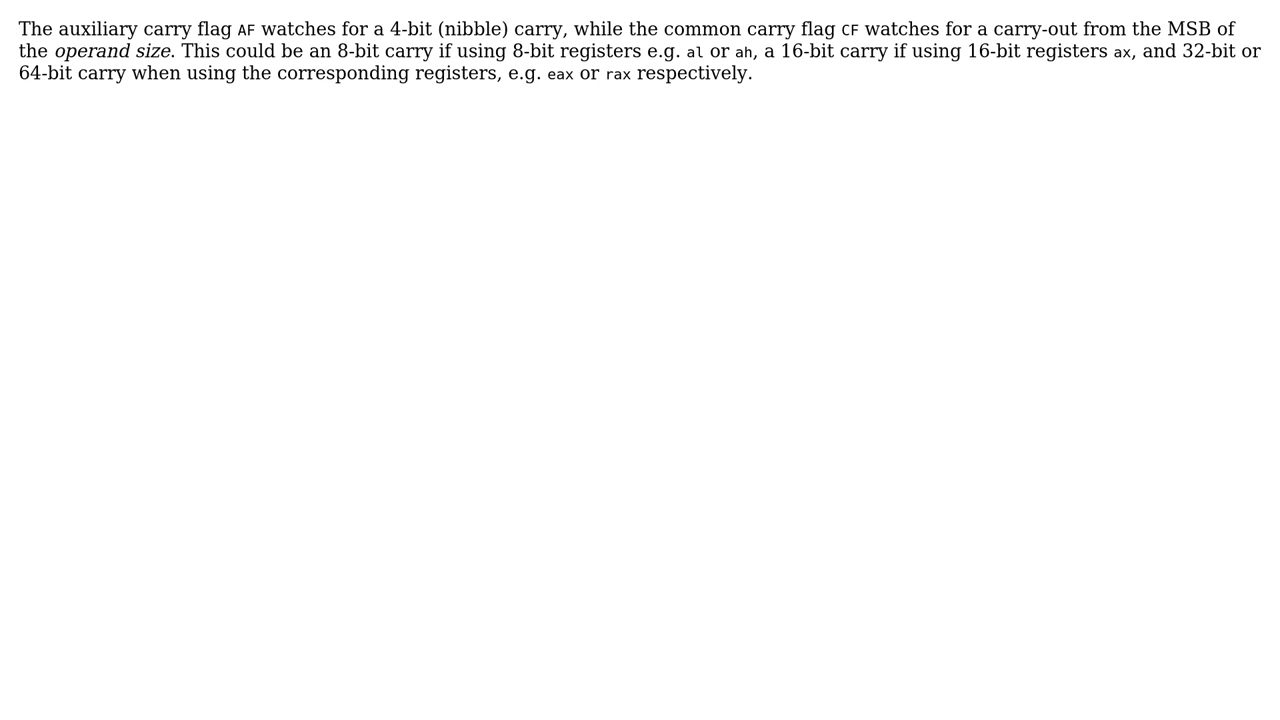 The auxiliary carry flag AF watches for a 4-bit (nibble) carry, while the common carry flag CF watches for a carry-out from the MSB of
the operand size. This could be an 8-bit carry if using 8-bit registers e.g. al or ah, a 16-bit carry if using 16-bit registers ax, and 32-bit or
64-bit carry when using the corresponding registers, e.g. eax or rax respectively.